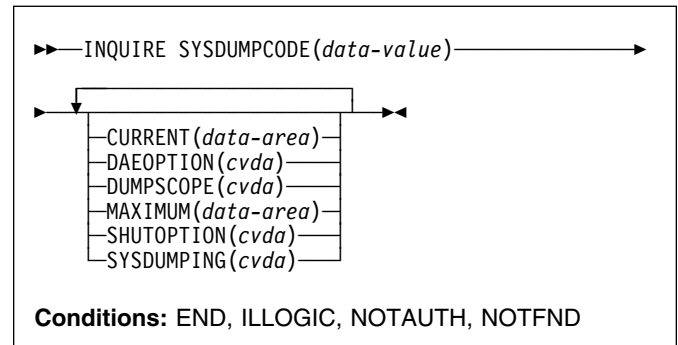 INQUIRE SYSDUMPCODE(data-value)
CURRENT(data-area)
DAEOPTION(cvda)
DUMPSCOPE(cvda)
MAXIMUM(data-area)
SHUTOPTION(cvda)
SYSDUMPING(cvda)
Conditions: END, ILLOGIC, NOTAUTH, NOTFND